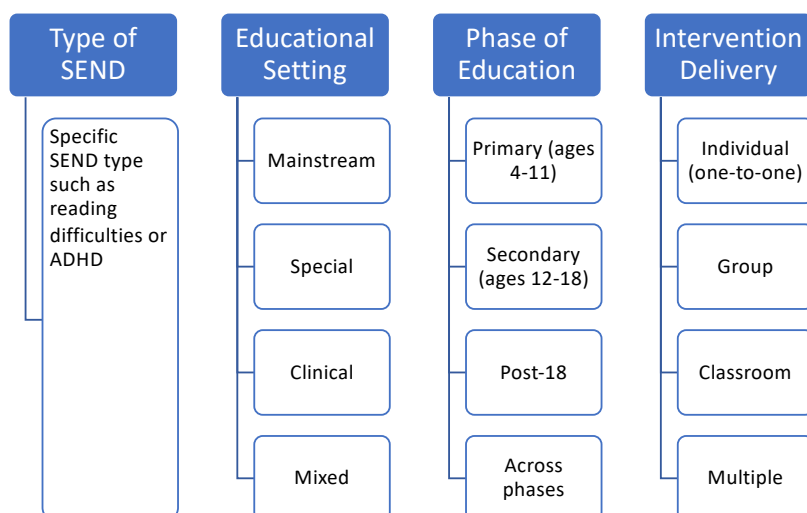 Type of
SEND
Specific
SEND type
such as
reading
difficulties or
ADHD
Educational
Setting
Mainstream
Special
Clinical
Mixed
Phase of
Education
Primary (ages
4-11)
Secondary
(ages 12-18)
Post-18
Across
phases
Intervention
Delivery
Individual
(one-to-one)
Group
Classroom
Multiple